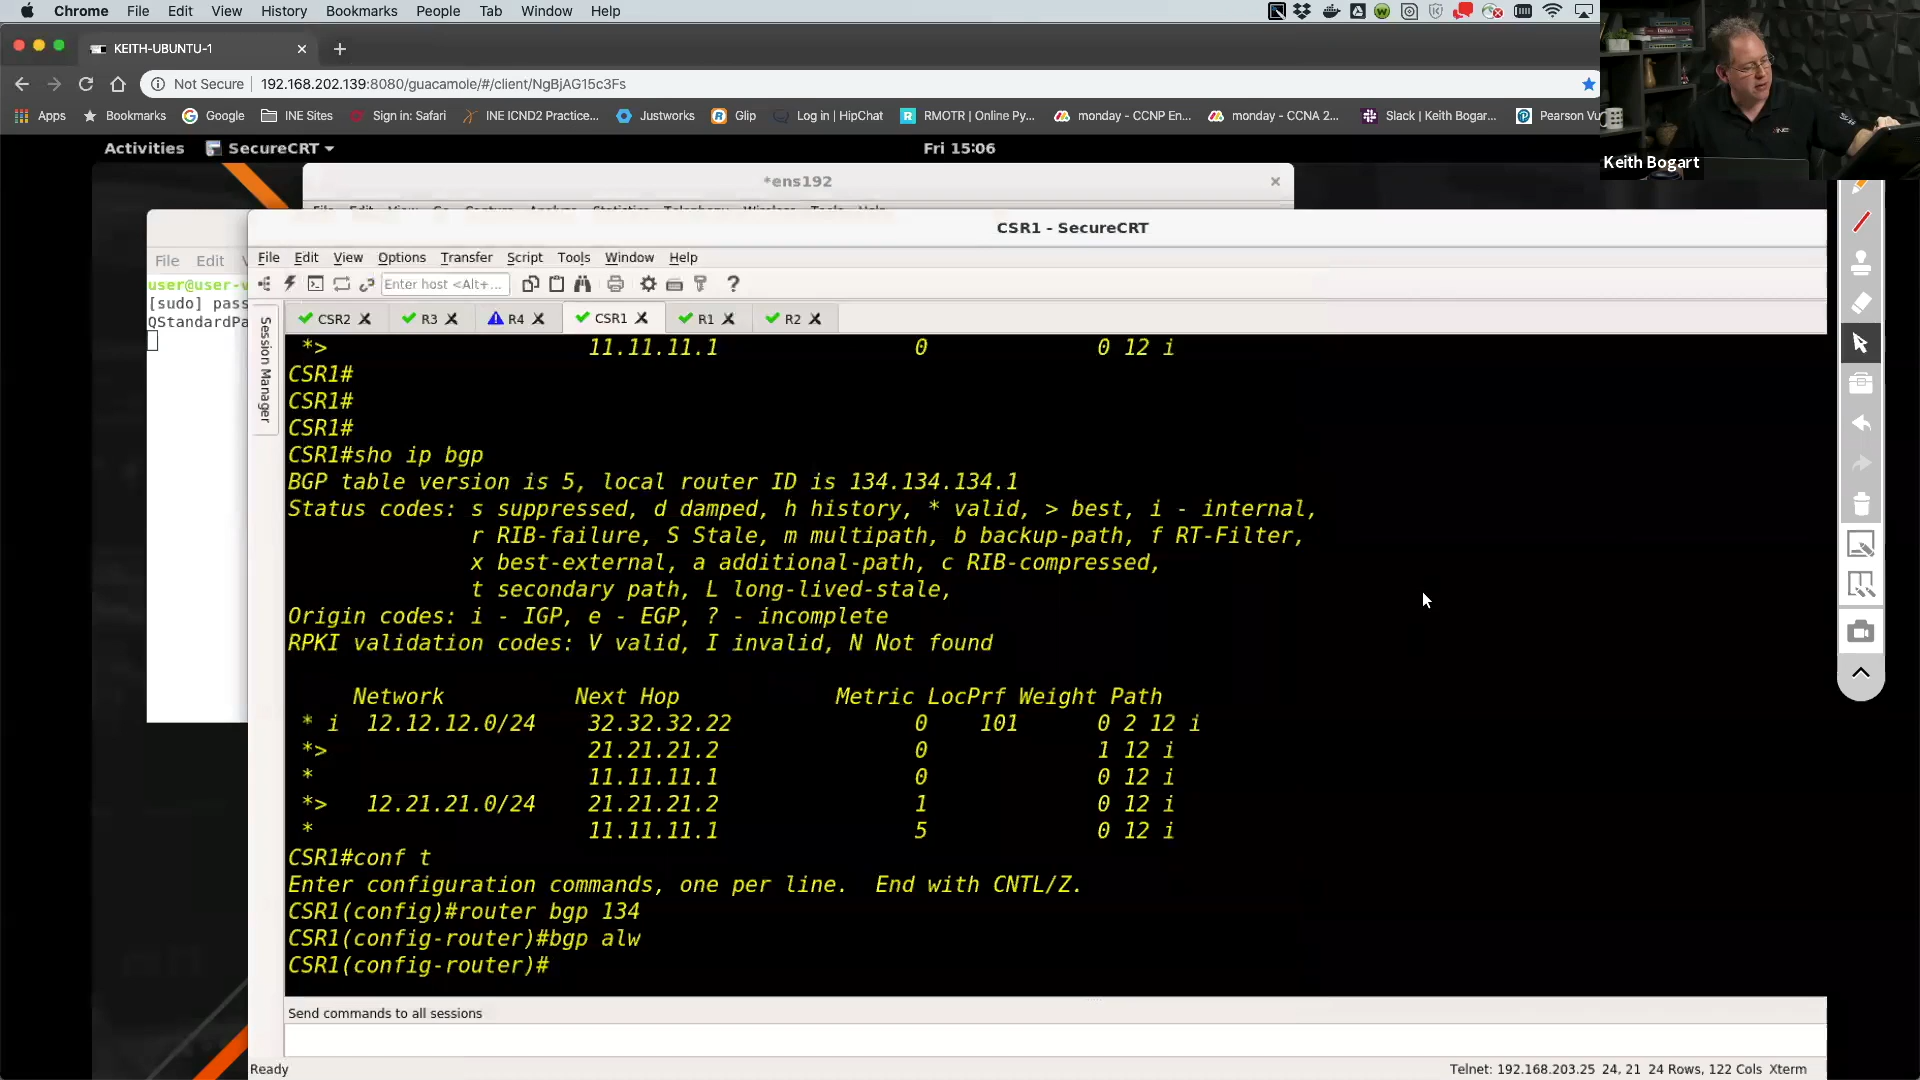 Chrome File Edit View History Bookmarks People Tab Window Help
KEITH-UBUNTU-1
Not Secure 192.168.202.139:8080/guacamole/#/client/NgBjAG15c3Fs
Apps Bookmarks Google INE Sites Sign in: Safari INE ICND2 Practice... Justworks Glip Log in | HipChat RMOTR | Online Py... monday - CCNP En... monday - CCNA 2... Slack | Keith Bogar... Pearson Vu
Keith Bogart
Activities SecureCRT Fri 15:06
*ens192
File Edit View Go Capture Analyze Statistics Telephony Wireless Tools Help
CSR1 - SecureCRT
File Edit View Options Transfer Script Tools Window Help
File Edit V
Enter host <Alt+...
user@user-v
[sudo] pass
QStandardPa
Session Manager
CSR2 R3 R4 CSR1 R1 R2
*> 11.11.11.1 0 0 12 i
CSR1#
CSR1#
CSR1#
CSR1#sho ip bgp
BGP table version is 5, local router ID is 134.134.134.1
Status codes: s suppressed, d damped, h history, * valid, > best, i - internal,
r RIB-failure, S Stale, m multipath, b backup-path, f RT-Filter,
x best-external, a additional-path, c RIB-compressed,
t secondary path, L long-lived-stale,
Origin codes: i - IGP, e - EGP, ? - incomplete
RPKI validation codes: V valid, I invalid, N Not found
Network Next Hop Metric LocPrf Weight Path
* i 12.12.12.0/24 32.32.32.22 0 101 0 2 12 i
*> 21.21.21.2 0 1 12 i
* 11.11.11.1 0 0 12 i
*> 12.21.21.0/24 21.21.21.2 1 0 12 i
* 11.11.11.1 5 0 12 i
CSR1#conf t
Enter configuration commands, one per line. End with CNTL/Z.
CSR1(config)#router bgp 134
CSR1(config-router)#bgp alw
CSR1(config-router)#
Send commands to all sessions
Ready
Telnet: 192.168.203.25 24, 21 24 Rows, 122 Cols Xterm